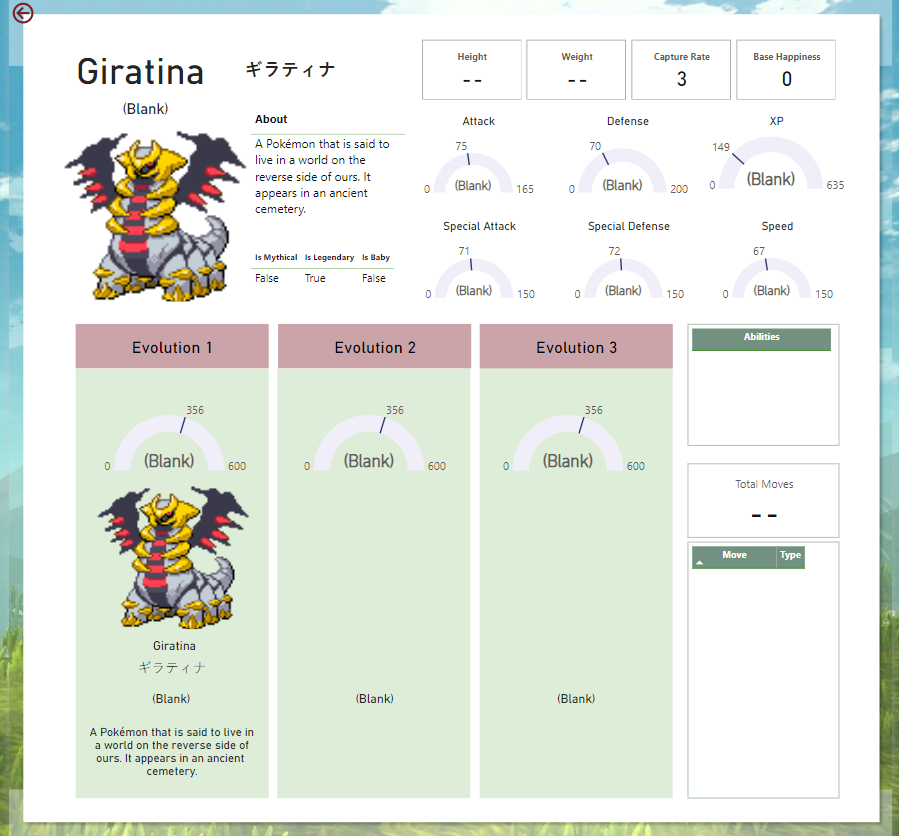 Giratina
ギラティナ
(Blank)
Height
--
Weight
--
Capture Rate
3
Base Happiness
0
About
A Pokémon that is said to
live in a world on the
reverse side of ours. It
appears in an ancient
cemetery.
Is Mythical Is Legendary Is Baby
False True False
Attack
75
0 (Blank) 165
Defense
70
0 (Blank) 200
XP
149
0 (Blank) 635
Special Attack
71
0 (Blank) 150
Special Defense
72
0 (Blank) 150
Speed
67
0 (Blank) 150
Evolution 1
356
0 (Blank) 600
Giratina
ギラティナ
(Blank)
A Pokémon that is said to live in
a world on the reverse side of
ours. It appears in an ancient
cemetery.
Evolution 2
356
0 (Blank) 600
(Blank)
Evolution 3
356
0 (Blank) 600
(Blank)
Abilities
Total Moves
--
Move Type